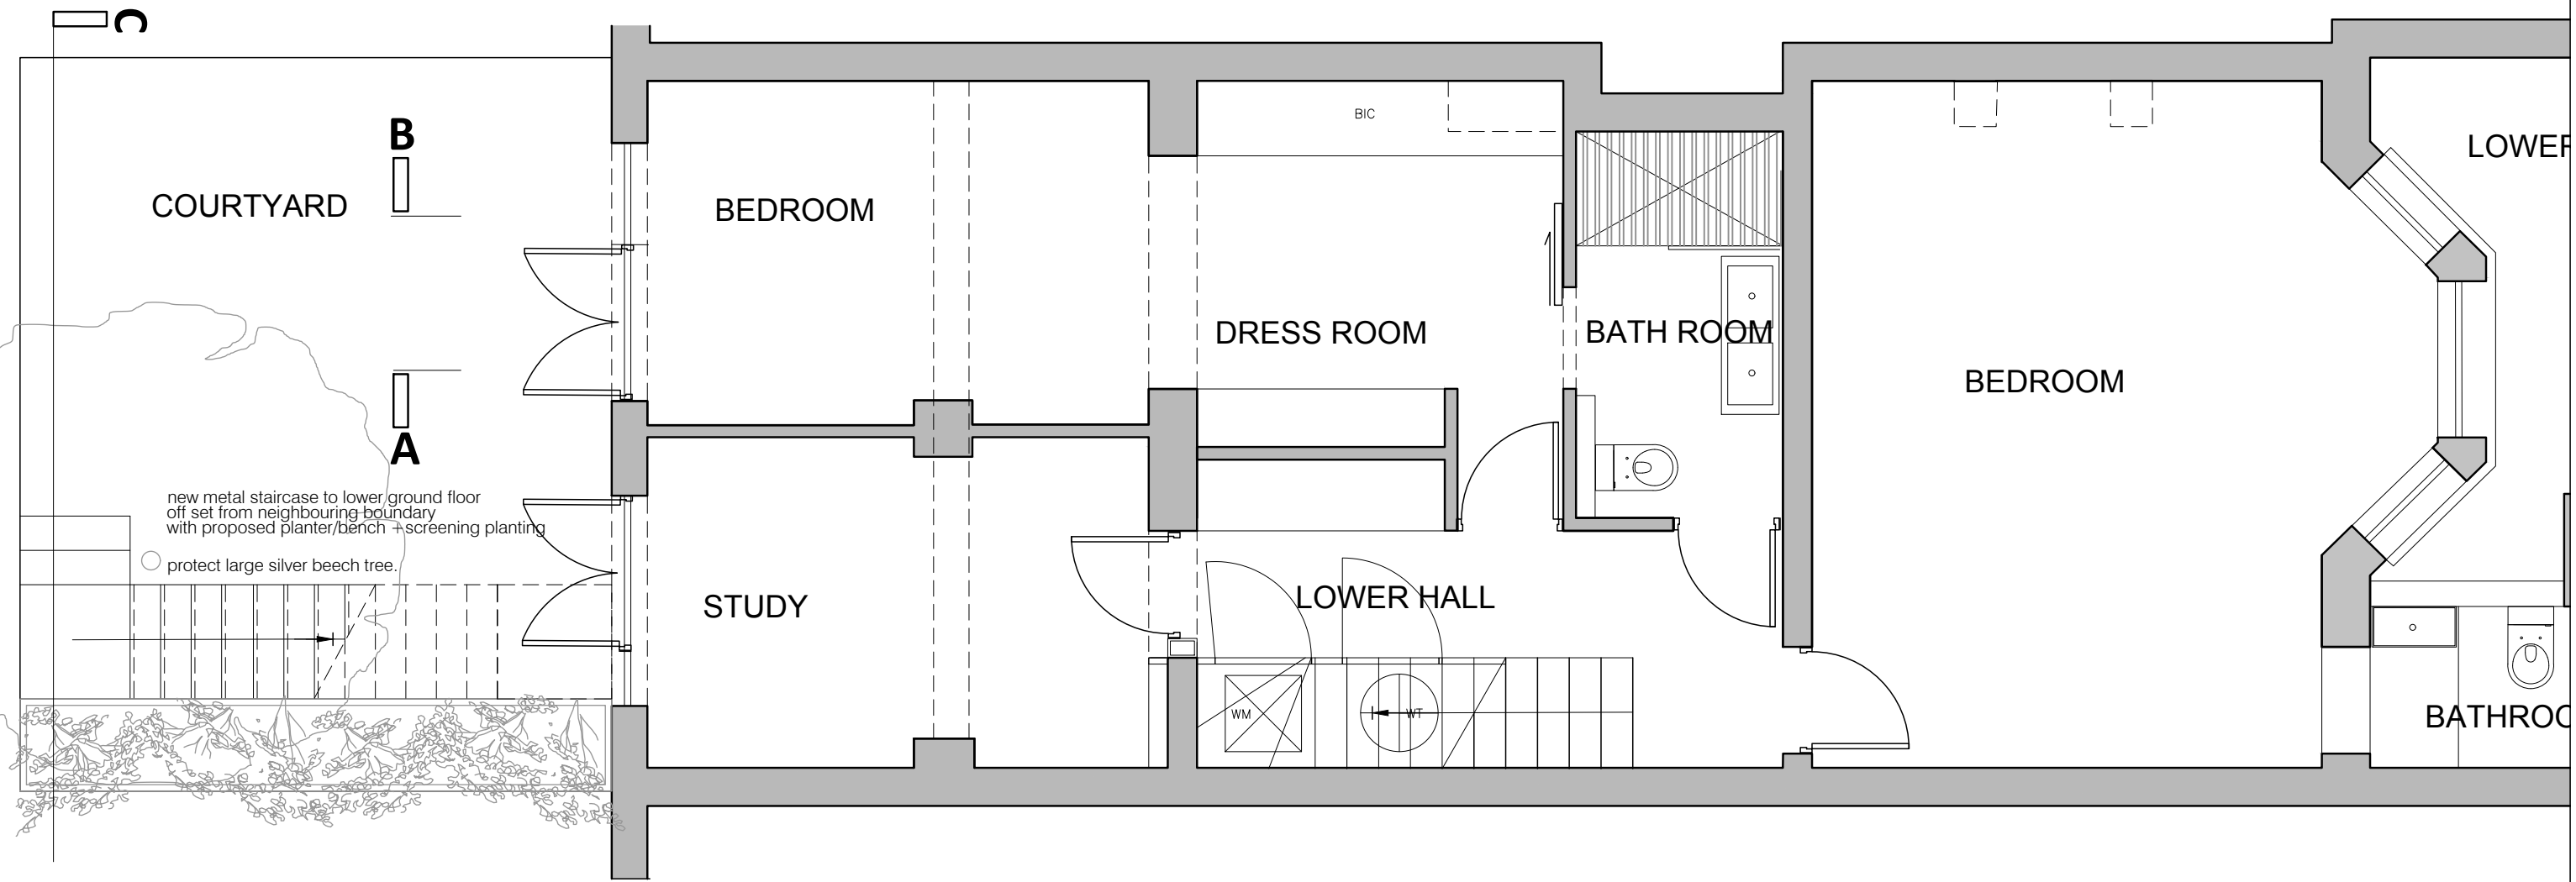 C
B
COURTYARD
A
new metal staircase to lower ground floor
off set from neighbouring boundary
with proposed planter/bench + screening planting
protect large silver beech tree.
BEDROOM
STUDY
BIC
DRESS ROOM
BATH ROOM
LOWER HALL
WM
WT
BEDROOM
LOWER
BATHROO